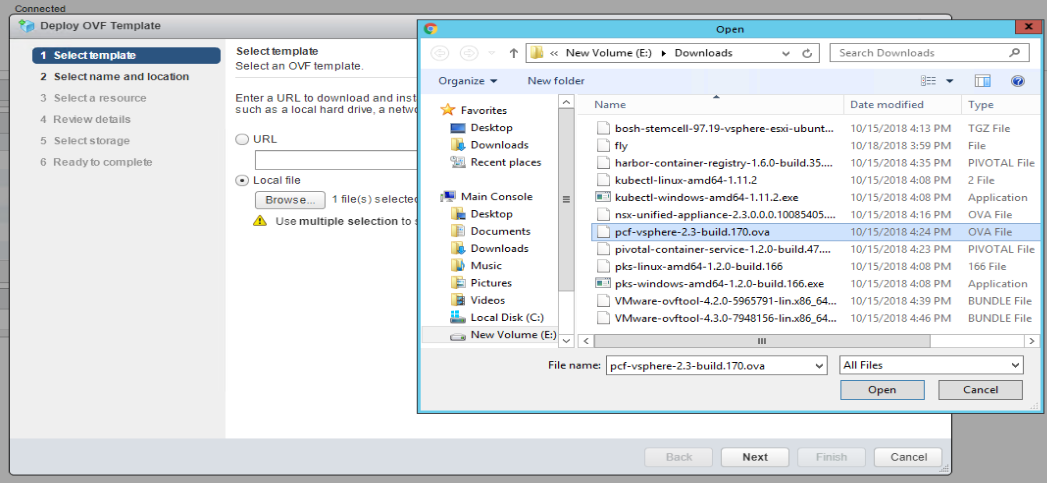 Connected
Deploy OVF Template
1 Select template
2 Select name and location
3 Select a resource
4 Review details
5 Select storage
6 Ready to complete
Select template
Select an OVF template.
Enter a URL to download and inst
such as a local hard drive, a netwo
URL
Local file
Browse... 1 file(s) selected
Use multiple selection to s
Back Next Finish Cancel
Open
« New Volume (E:) Downloads Search Downloads
Organize New folder
Favorites
Desktop
Downloads
Recent places
Main Console
Desktop
Documents
Downloads
Music
Pictures
Videos
Local Disk (C:)
New Volume (E:)
Name Date modified Type
bosh-stemcell-97.19-vsphere-esxi-ubunt... 10/15/2018 4:13 PM TGZ File
fly 10/18/2018 3:59 PM File
harbor-container-registry-1.6.0-build.35.... 10/15/2018 4:35 PM PIVOTAL File
kubectl-linux-amd64-1.11.2 10/15/2018 4:08 PM 2 File
kubectl-windows-amd64-1.11.2.exe 10/15/2018 4:08 PM Application
nsx-unified-appliance-2.3.0.0.0.10085405.... 10/15/2018 4:16 PM OVA File
pcf-vsphere-2.3-build.170.ova 10/15/2018 4:24 PM OVA File
pivotal-container-service-1.2.0-build.47.... 10/15/2018 4:23 PM PIVOTAL File
pks-linux-amd64-1.2.0-build.166 10/15/2018 4:08 PM 166 File
pks-windows-amd64-1.2.0-build.166.exe 10/15/2018 4:08 PM Application
VMware-ovftool-4.2.0-5965791-lin.x86_64... 10/15/2018 4:39 PM BUNDLE File
VMware-ovftool-4.3.0-7948156-lin.x86_64... 10/15/2018 4:46 PM BUNDLE File
File name: pcf-vsphere-2.3-build.170.ova All Files
Open Cancel